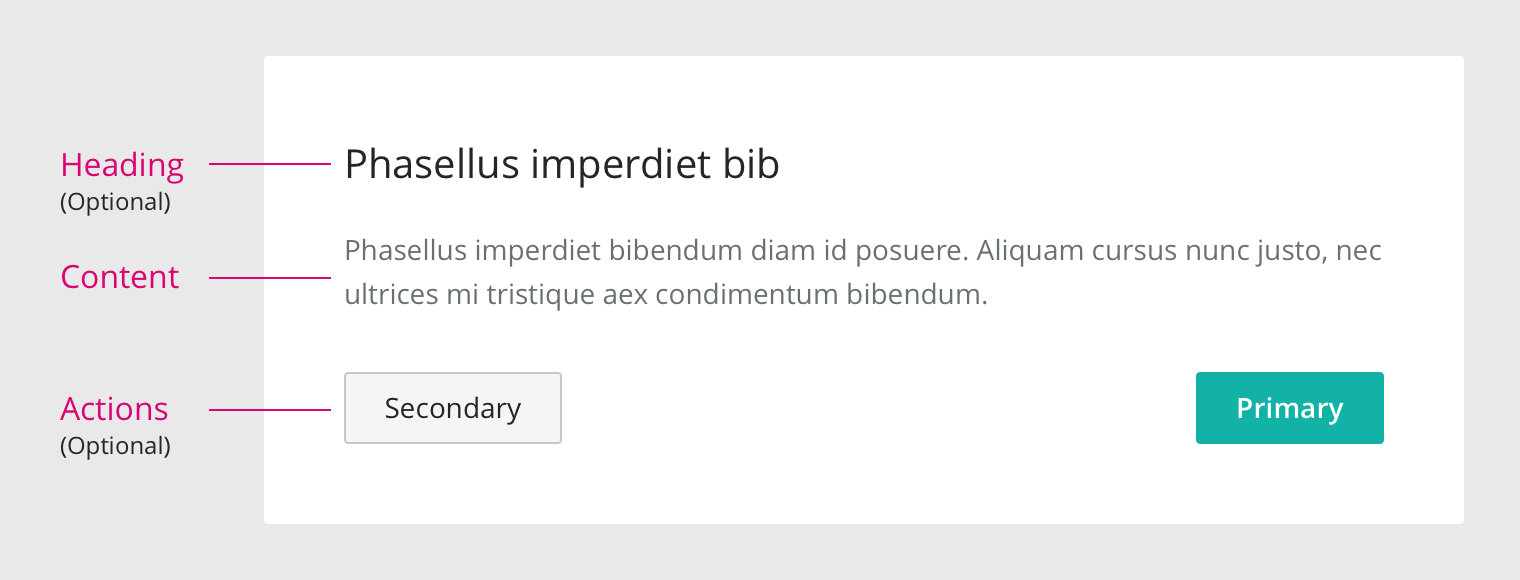 Heading
(Optional)
Phasellus imperdiet bib
Content
Phasellus imperdiet bibendum diam id posuere. Aliquam cursus nunc justo, nec
ultrices mi tristique aex condimentum bibendum.
Actions
(Optional)
Secondary
Primary